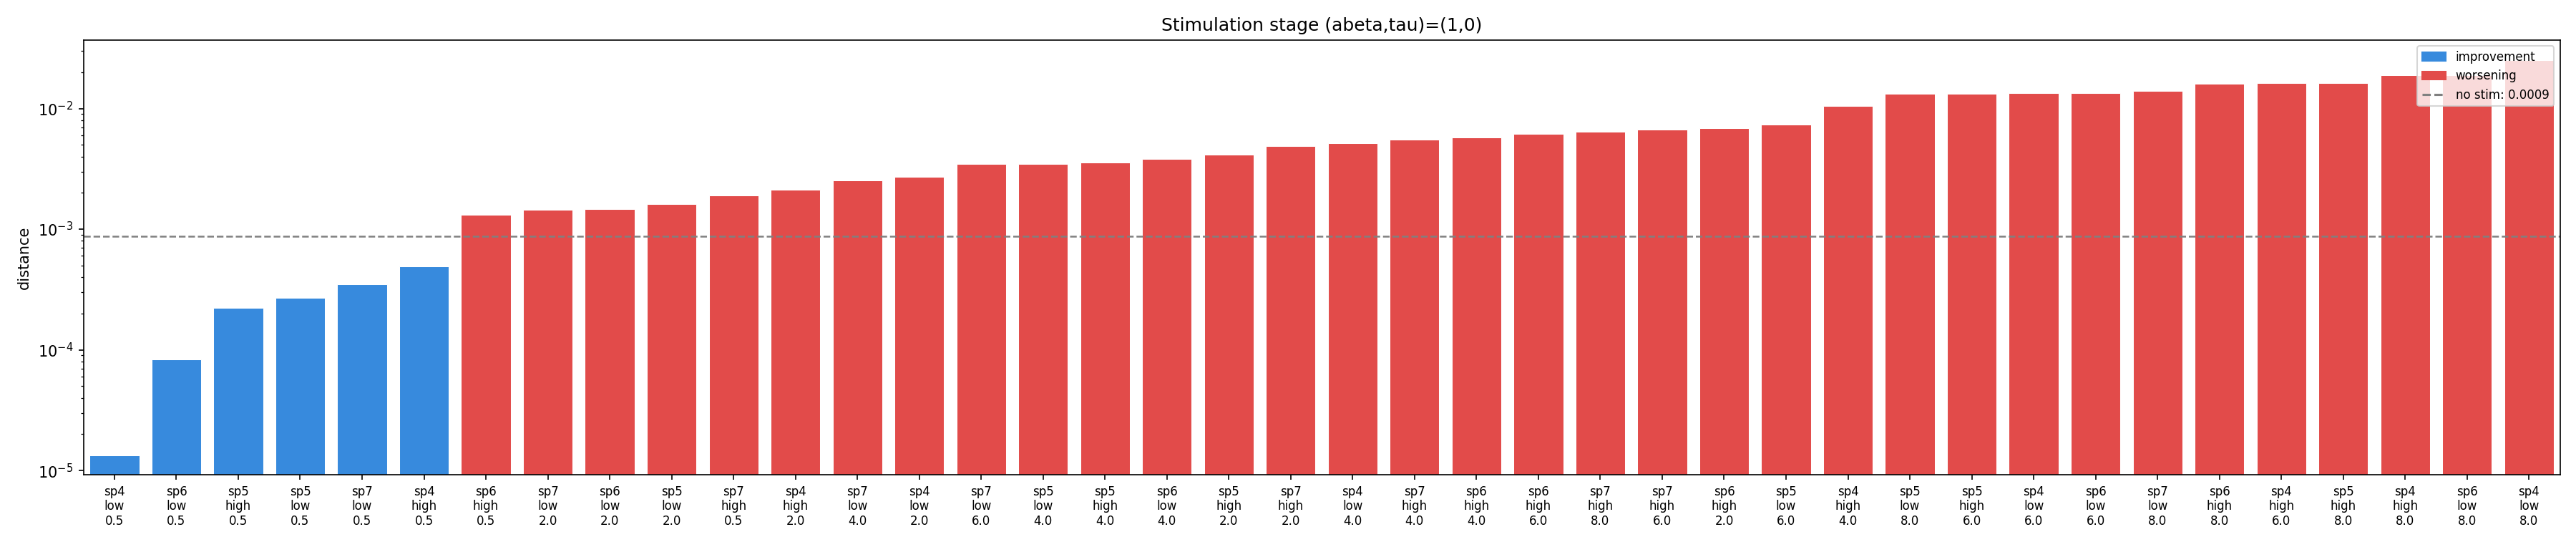 Stimulation stage (abeta,tau)=(1,0)
improvement
worsening
no stim: 0.0009
distance
10⁻²
10⁻³
10⁻⁴
10⁻⁵
sp4 sp6 sp5 sp5 sp7 sp4 sp6 sp7 sp6 sp5 sp7 sp4 sp7 sp4 sp7 sp5 sp5 sp6 sp5 sp7 sp4 sp7 sp6 sp6 sp7 sp7 sp6 sp5 sp4 sp5 sp5 sp4 sp6 sp7 sp6 sp4 sp5 sp4 sp6 sp4
low low high low low high high low low low high high low low low low high low high high low high high high high high high low high low high low low low high high high high low low
0.5 0.5 0.5 0.5 0.5 0.5 0.5 2.0 2.0 2.0 0.5 2.0 4.0 2.0 6.0 4.0 4.0 4.0 2.0 2.0 4.0 4.0 4.0 6.0 8.0 6.0 2.0 6.0 4.0 8.0 6.0 6.0 6.0 8.0 8.0 6.0 8.0 8.0 8.0 8.0